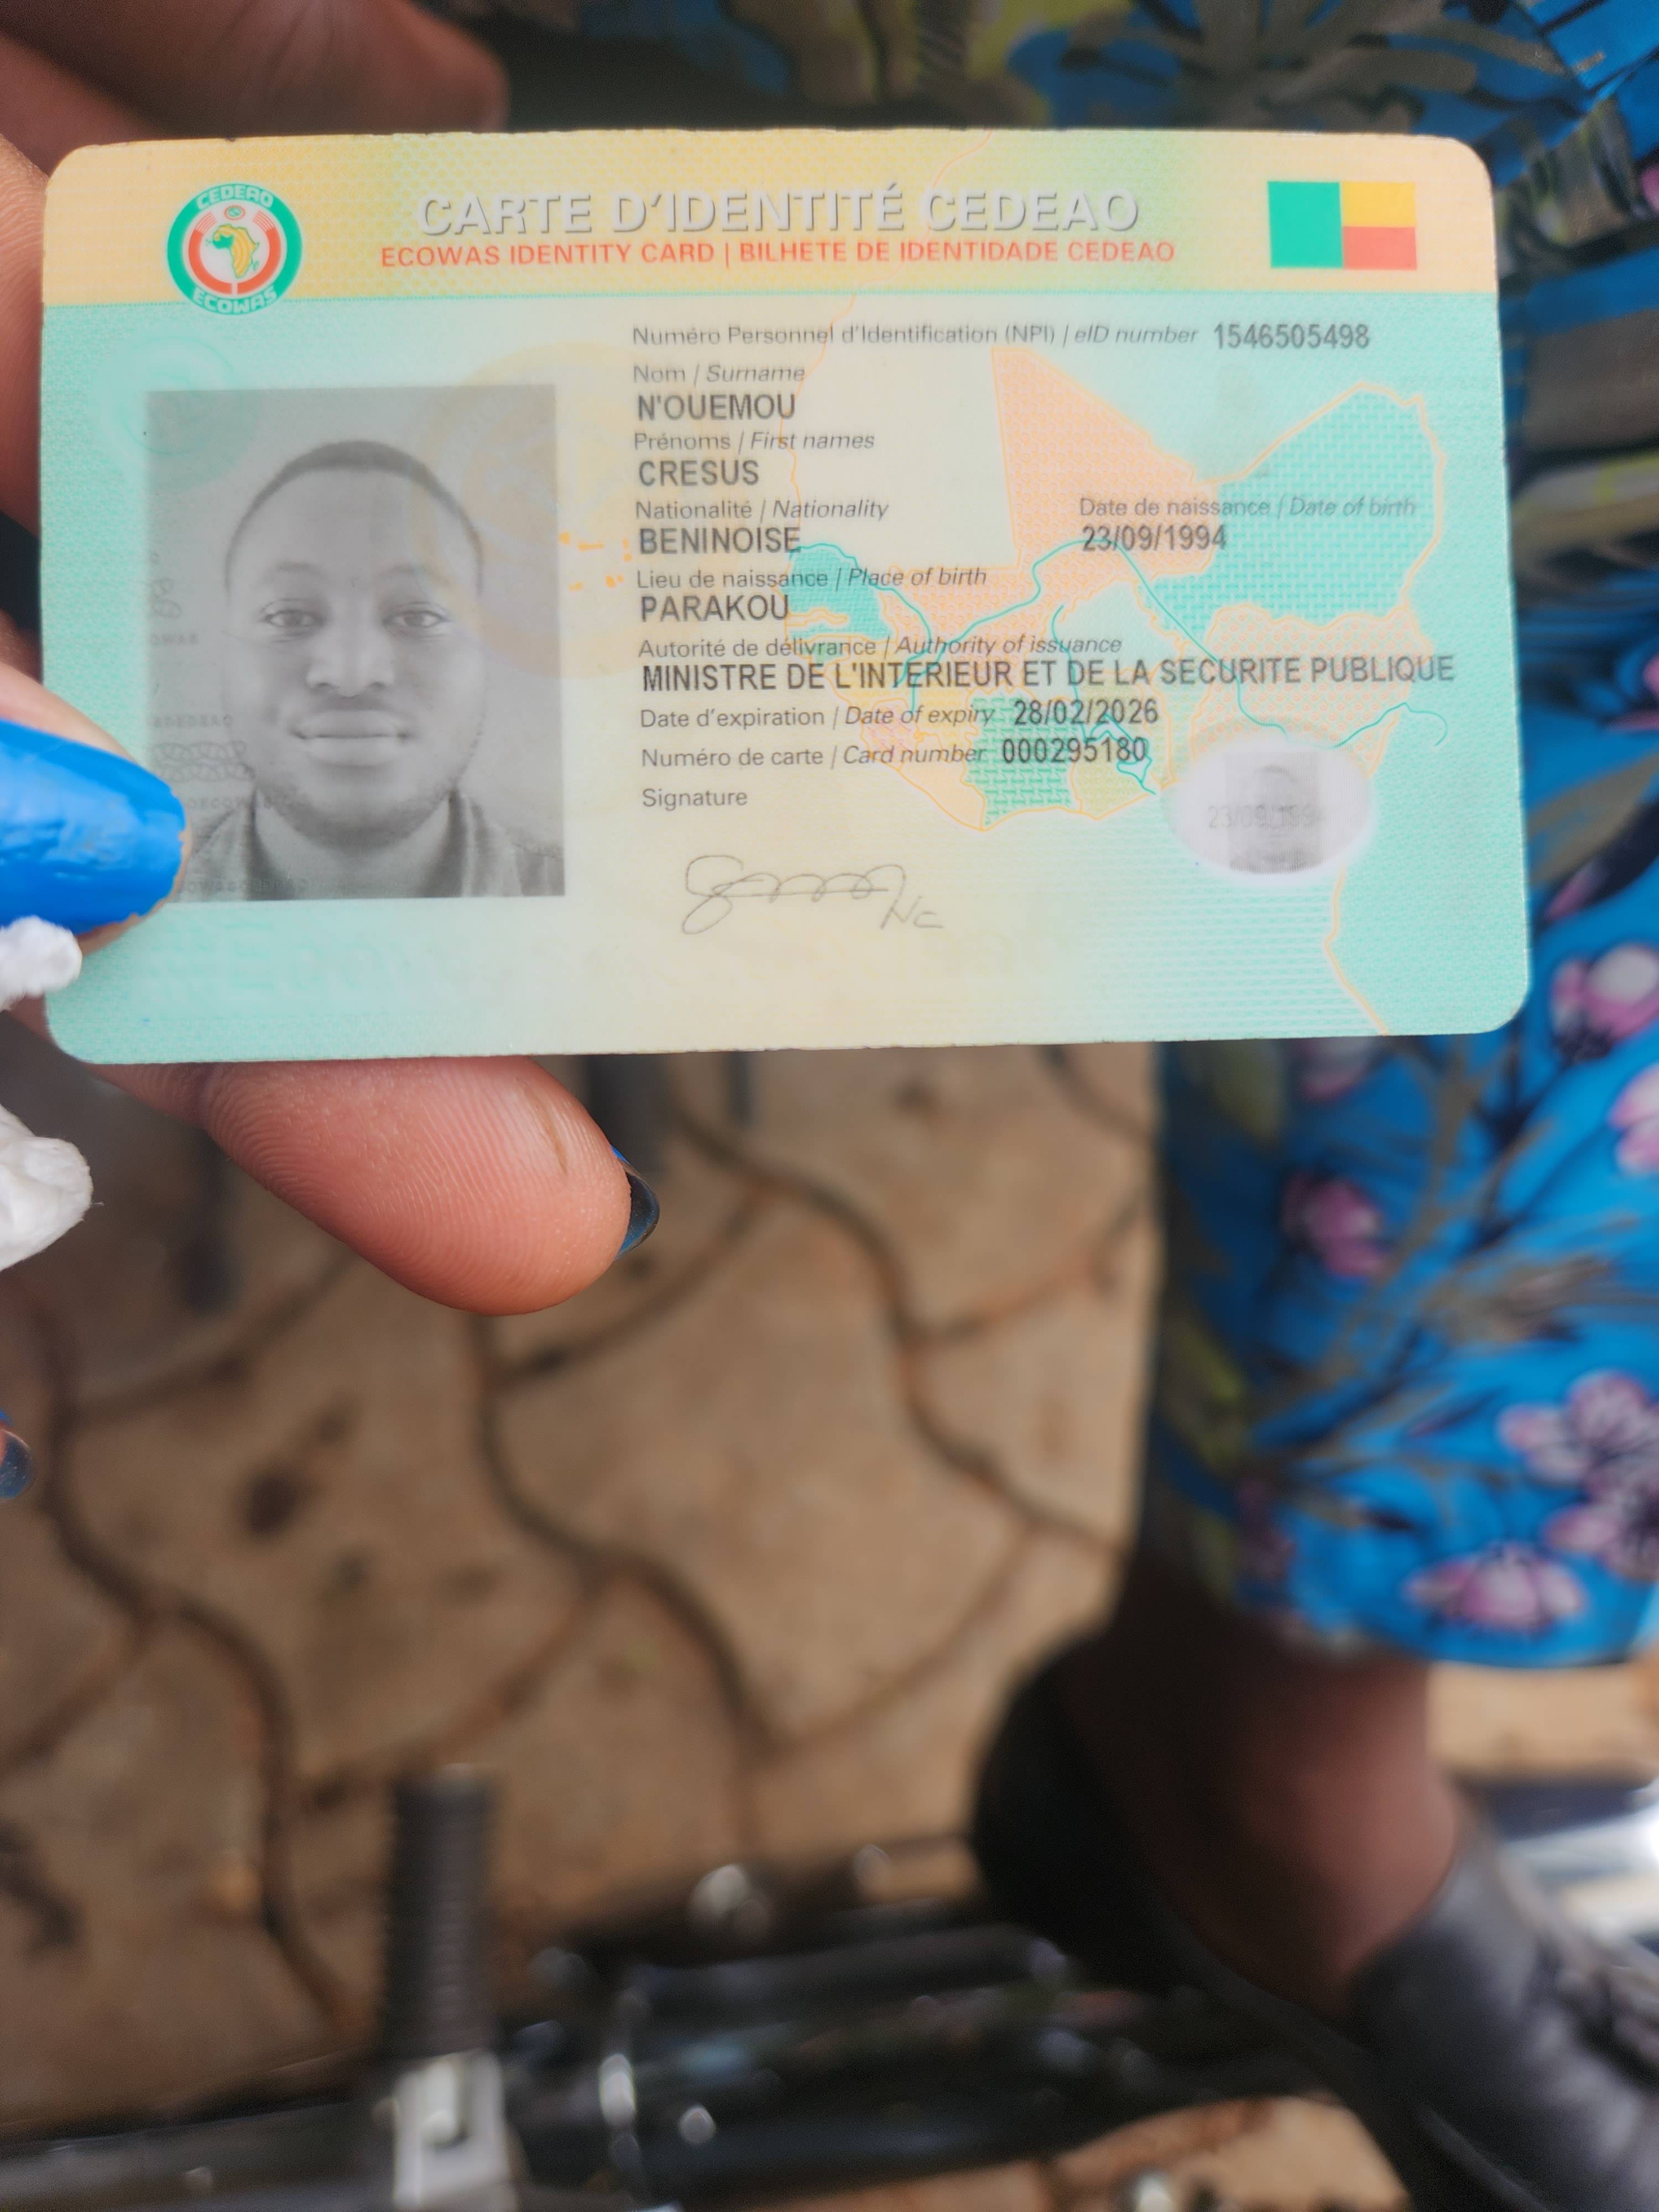 CEDEAO
ECOWAS
CARTE D'IDENTITÉ CEDEAO
ECOWAS IDENTITY CARD | BILHETE DE IDENTIDADE CEDEAO
Numéro Personnel d'Identification (NPI) / eID number 1546505498
Nom / Surname
N'OUEMOU
Prénoms / First names
CRESUS
Nationalité / Nationality
BENINOISE
Date de naissance / Date of birth
23/09/1994
Lieu de naissance / Place of birth
PARAKOU
Autorité de délivrance / Authority of issuance
MINISTRE DE L'INTERIEUR ET DE LA SECURITE PUBLIQUE
Date d'expiration / Date of expiry 28/02/2026
Numéro de carte / Card number 000295180
Signature
23/09/1994